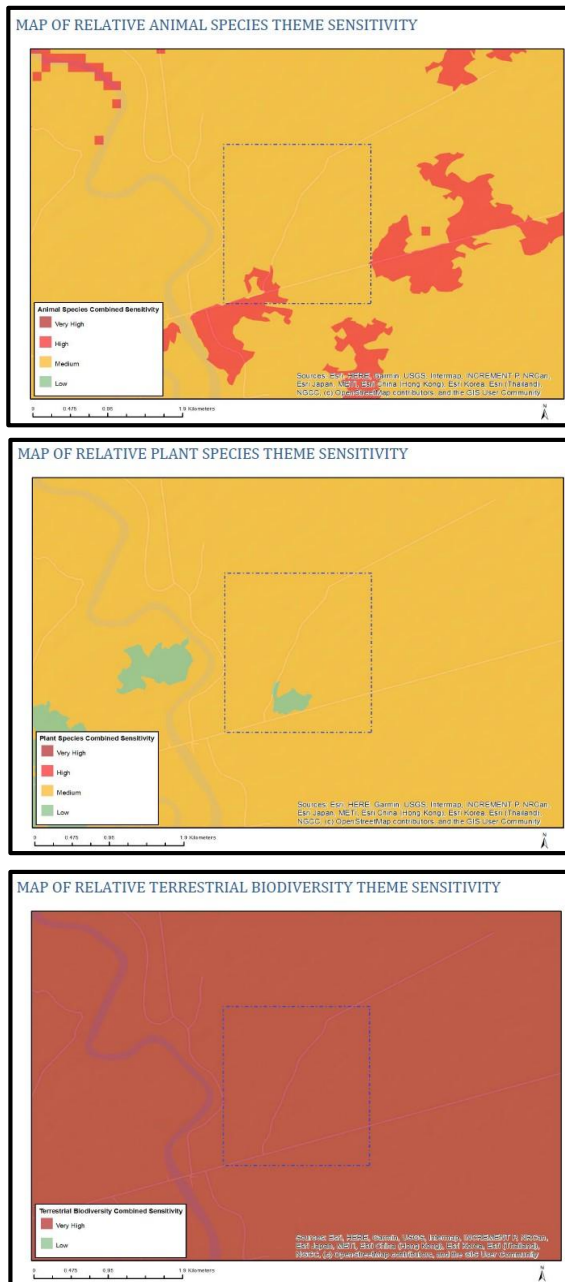 MAP OF RELATIVE ANIMAL SPECIES THEME SENSITIVITY
Animal Species Combined Sensitivity
Very High
High
Medium
Low
Sources: Esri, HERE, Garmin, USGS, Intermap, INCREMENT P, NRCan,
Esri Japan, METI, Esri China (Hong Kong), Esri Korea, Esri (Thailand),
NGCC, (c) OpenStreetMap contributors, and the GIS User Community
0 0.475 0.95 1.9 Kilometers
N
MAP OF RELATIVE PLANT SPECIES THEME SENSITIVITY
Plant Species Combined Sensitivity
Very High
High
Medium
Low
Sources: Esri, HERE, Garmin, USGS, Intermap, INCREMENT P, NRCan,
Esri Japan, METI, Esri China (Hong Kong), Esri Korea, Esri (Thailand),
NGCC, (c) OpenStreetMap contributors, and the GIS User Community
0 0.475 0.95 1.9 Kilometers
N
MAP OF RELATIVE TERRESTRIAL BIODIVERSITY THEME SENSITIVITY
Terrestrial Biodiversity Combined Sensitivity
Very High
Low
Sources: Esri, HERE, Garmin, USGS, Intermap, INCREMENT P, NRCan,
Esri Japan, METI, Esri China (Hong Kong), Esri Korea, Esri (Thailand),
NGCC, (c) OpenStreetMap contributors, and the GIS User Community
0 0.475 0.95 1.9 Kilometers
N